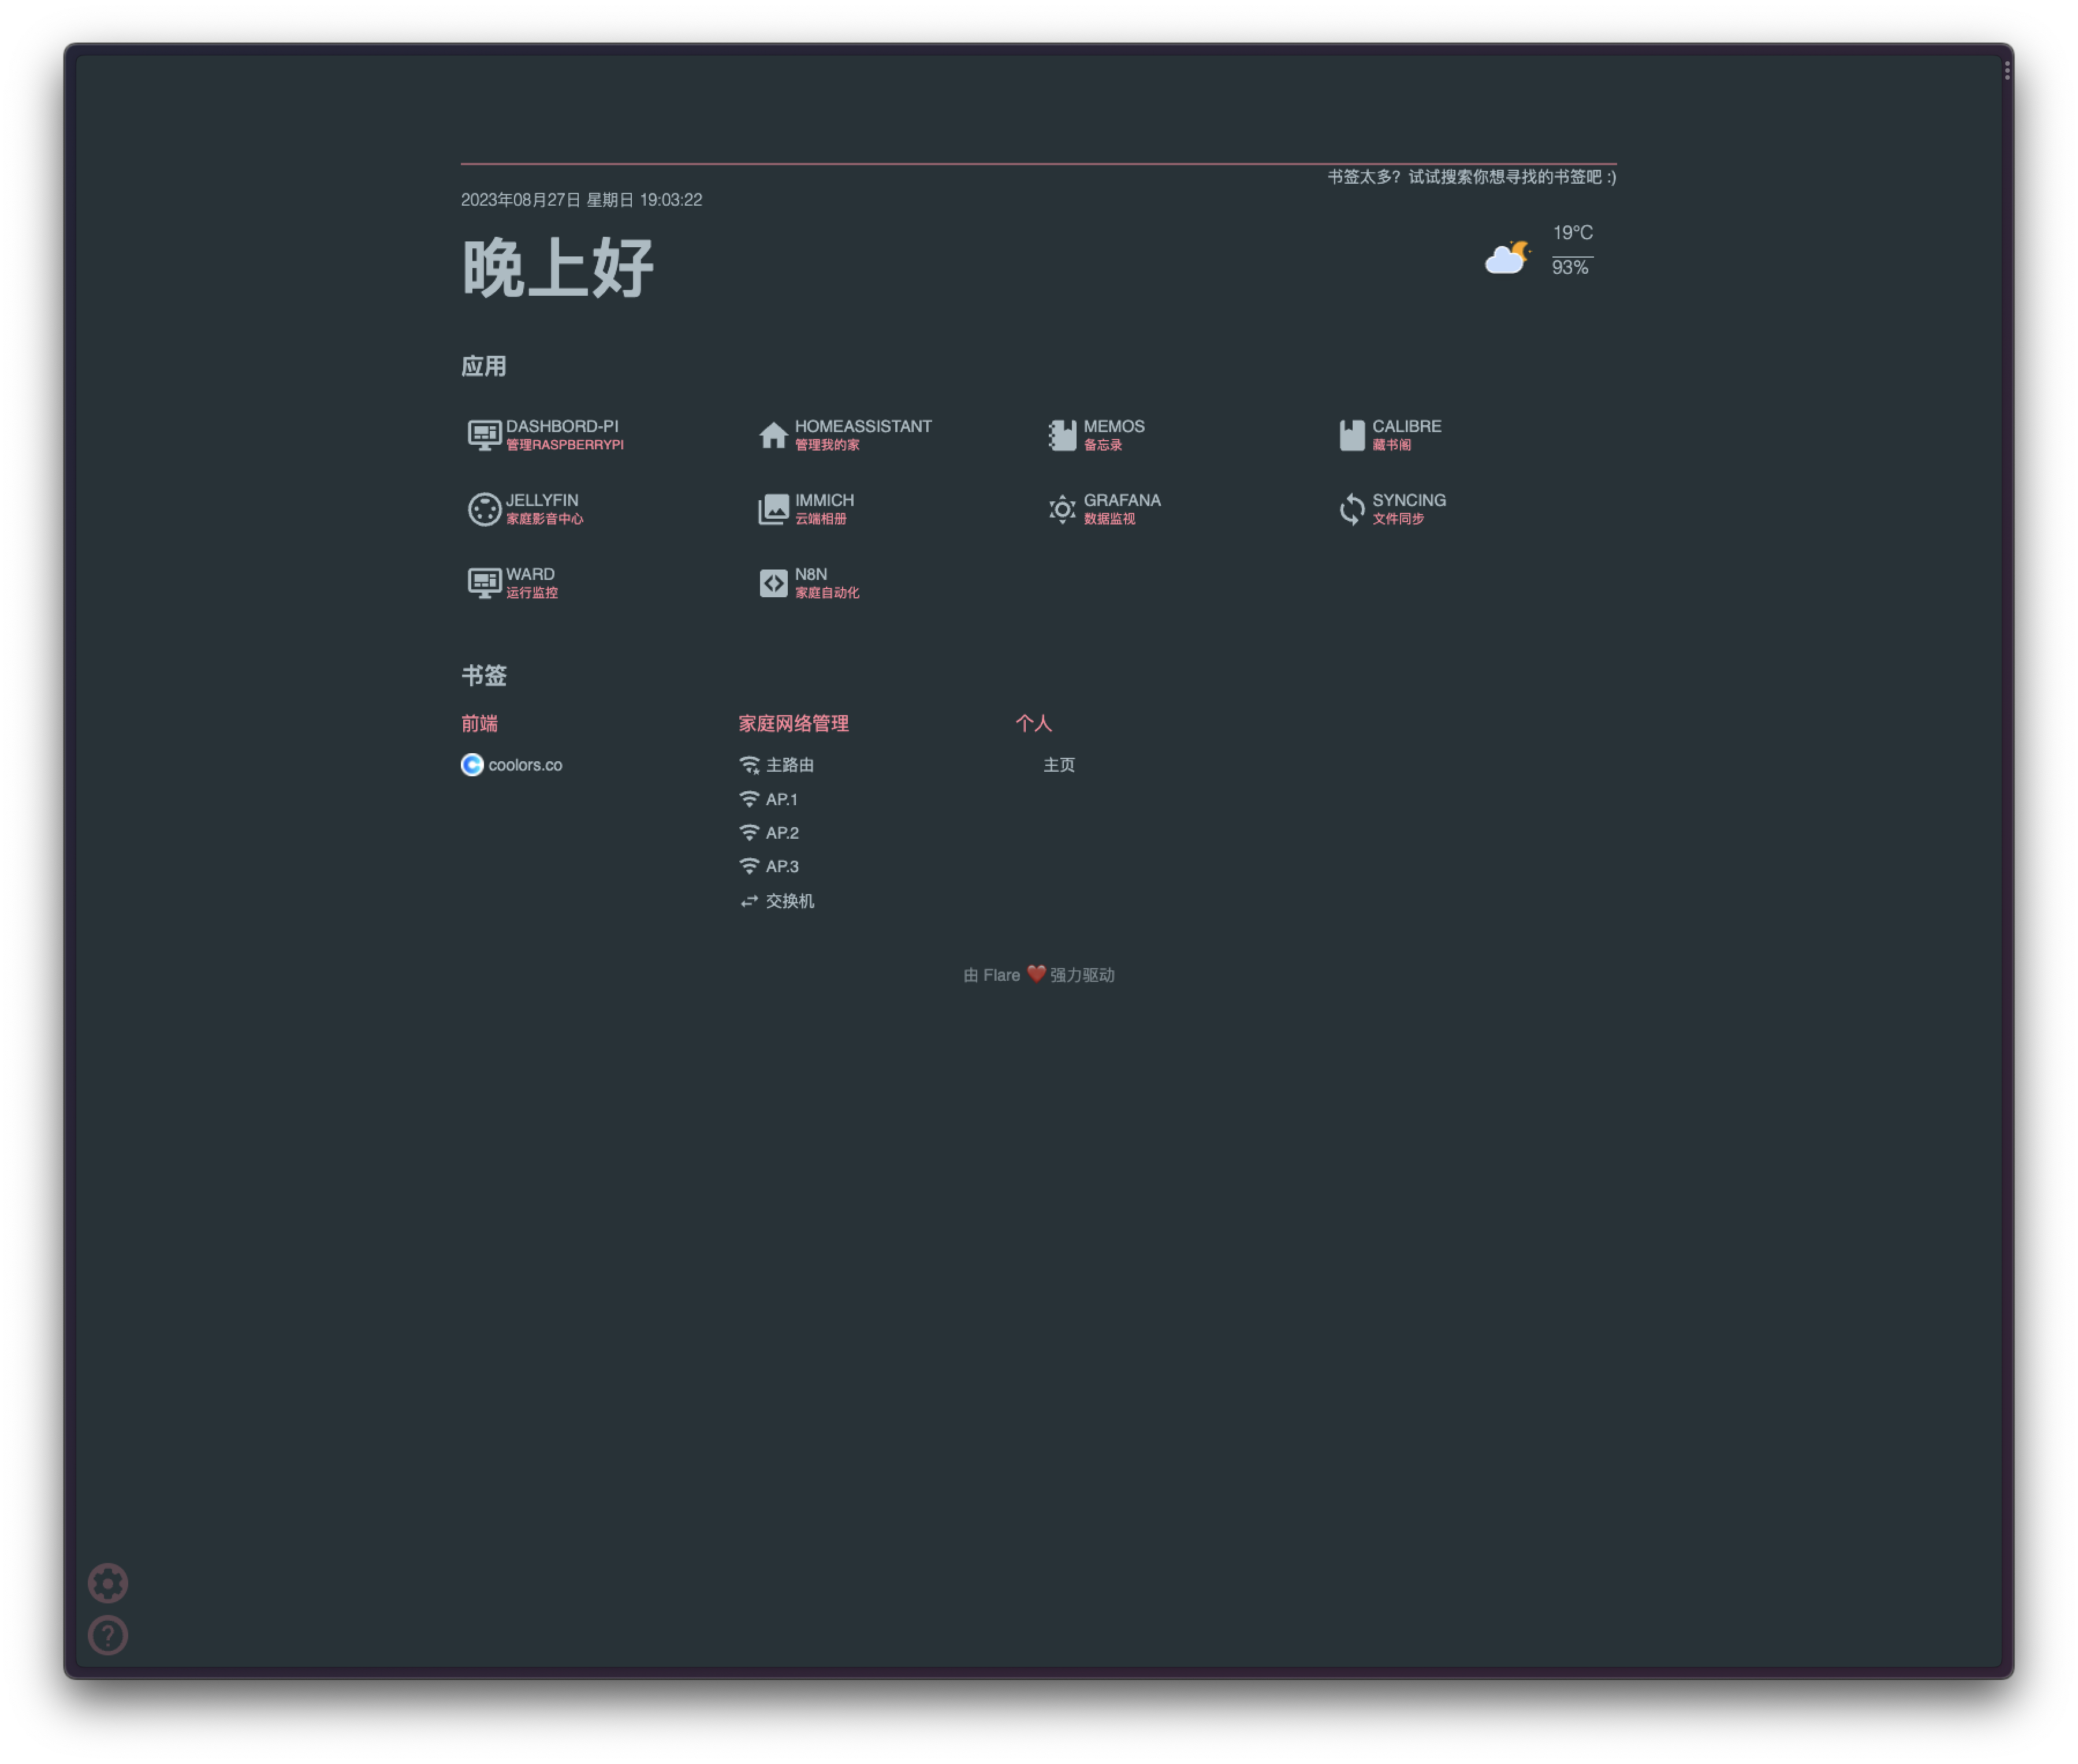 书签太多？试试搜索你想寻找的书签吧 :)
2023年08月27日 星期日 19:03:22
晚上好
19°C
93%
应用
DASHBORD-PI
管理RASPBERRYPI
HOMEASSISTANT
管理我的家
MEMOS
备忘录
CALIBRE
藏书阁
JELLYFIN
家庭影音中心
IMMICH
云端相册
GRAFANA
数据监视
SYNCING
文件同步
WARD
运行监控
N8N
家庭自动化
书签
前端
coolors.co
家庭网络管理
主路由
AP.1
AP.2
AP.3
交换机
个人
主页
由 Flare ❤️ 强力驱动